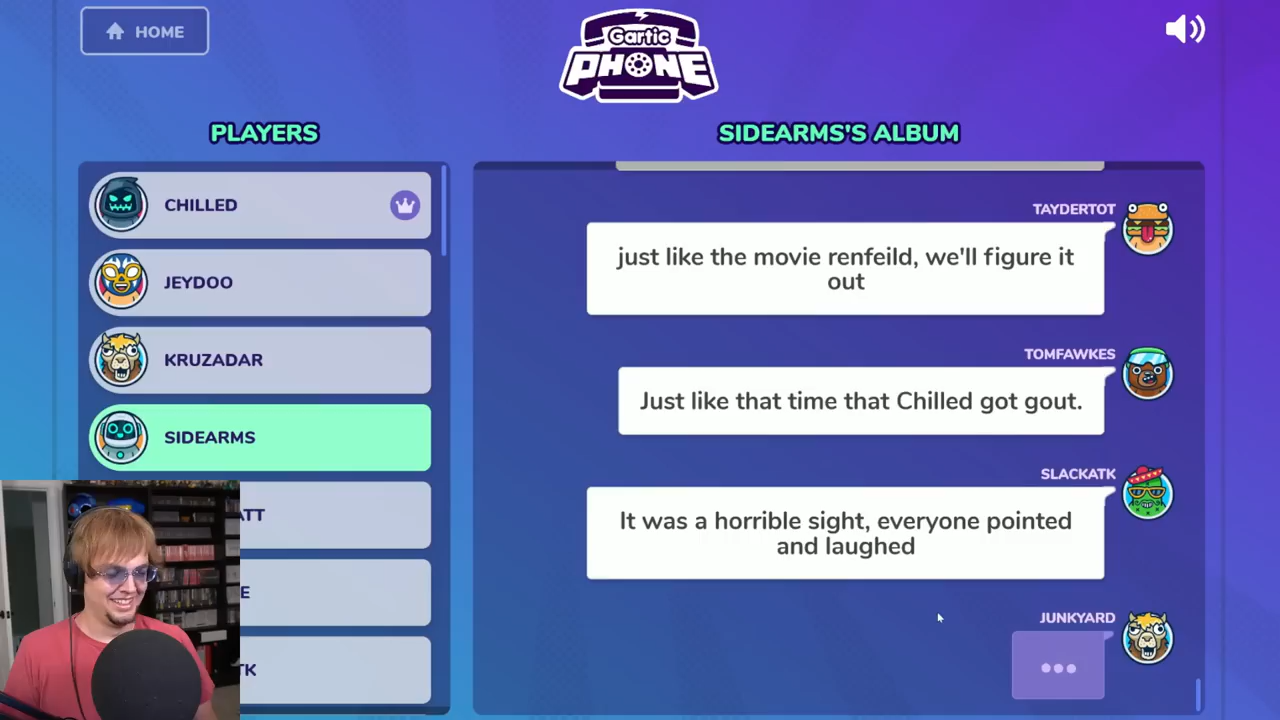 HOME
Gartic
PHONE
PLAYERS
SIDEARMS'S ALBUM
CHILLED
JEYDOO
KRUZADAR
SIDEARMS
ATT
E
TK
TAYDERTOT
just like the movie renfeild, we'll figure it
out
TOMFAWKES
Just like that time that Chilled got gout.
SLACKATK
It was a horrible sight, everyone pointed
and laughed
JUNKYARD